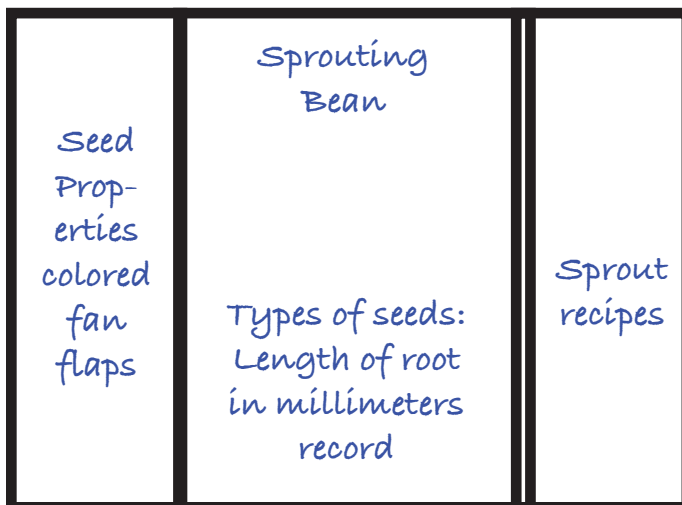 Seed
Prop-
erties
colored
fan
flaps
Sprouting
Bean
Types of seeds:
Length of root
in millimeters
record
Sprout
recipes